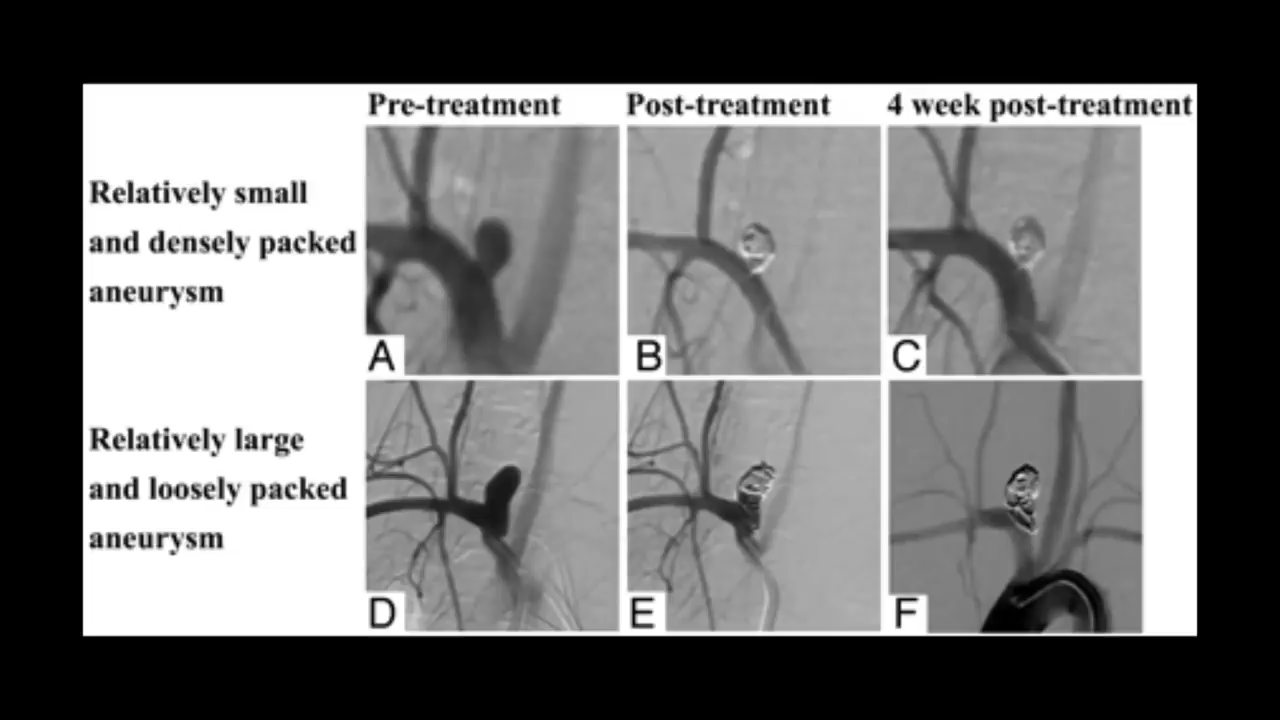 Pre-treatment
Post-treatment
4 week post-treatment
Relatively small
and densely packed
aneurysm
A
B
C
Relatively large
and loosely packed
aneurysm
D
E
F